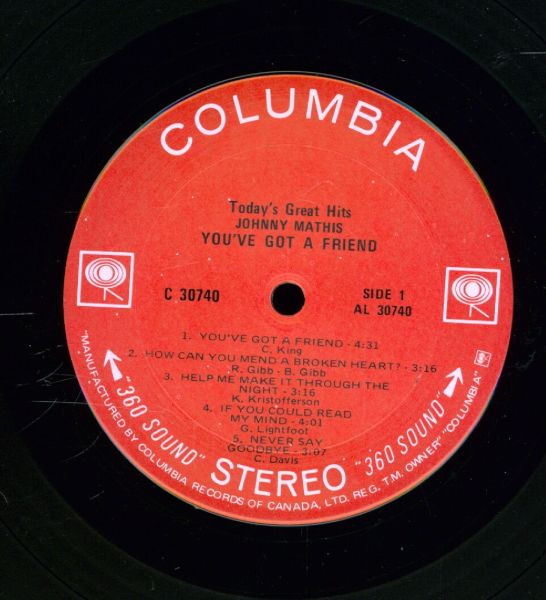 COLUMBIA
Today's Great Hits
JOHNNY MATHIS
YOU'VE GOT A FRIEND
C 30740
SIDE 1
AL 30740
1. YOU'VE GOT A FRIEND - 4:31
C. King
2. HOW CAN YOU MEND A BROKEN HEART? - 3:16
R. Gibb - B. Gibb
3. HELP ME MAKE IT THROUGH THE
NIGHT - 3:16
K. Kristofferson
4. IF YOU COULD READ
MY MIND - 4:01
G. Lightfoot
5. NEVER SAY
GOODBYE - 3:07
C. Davis
"360 SOUND" STEREO "360 SOUND"
"MANUFACTURED BY COLUMBIA RECORDS OF CANADA, LTD. REG. T.M. OWNER" "COLUMBIA"